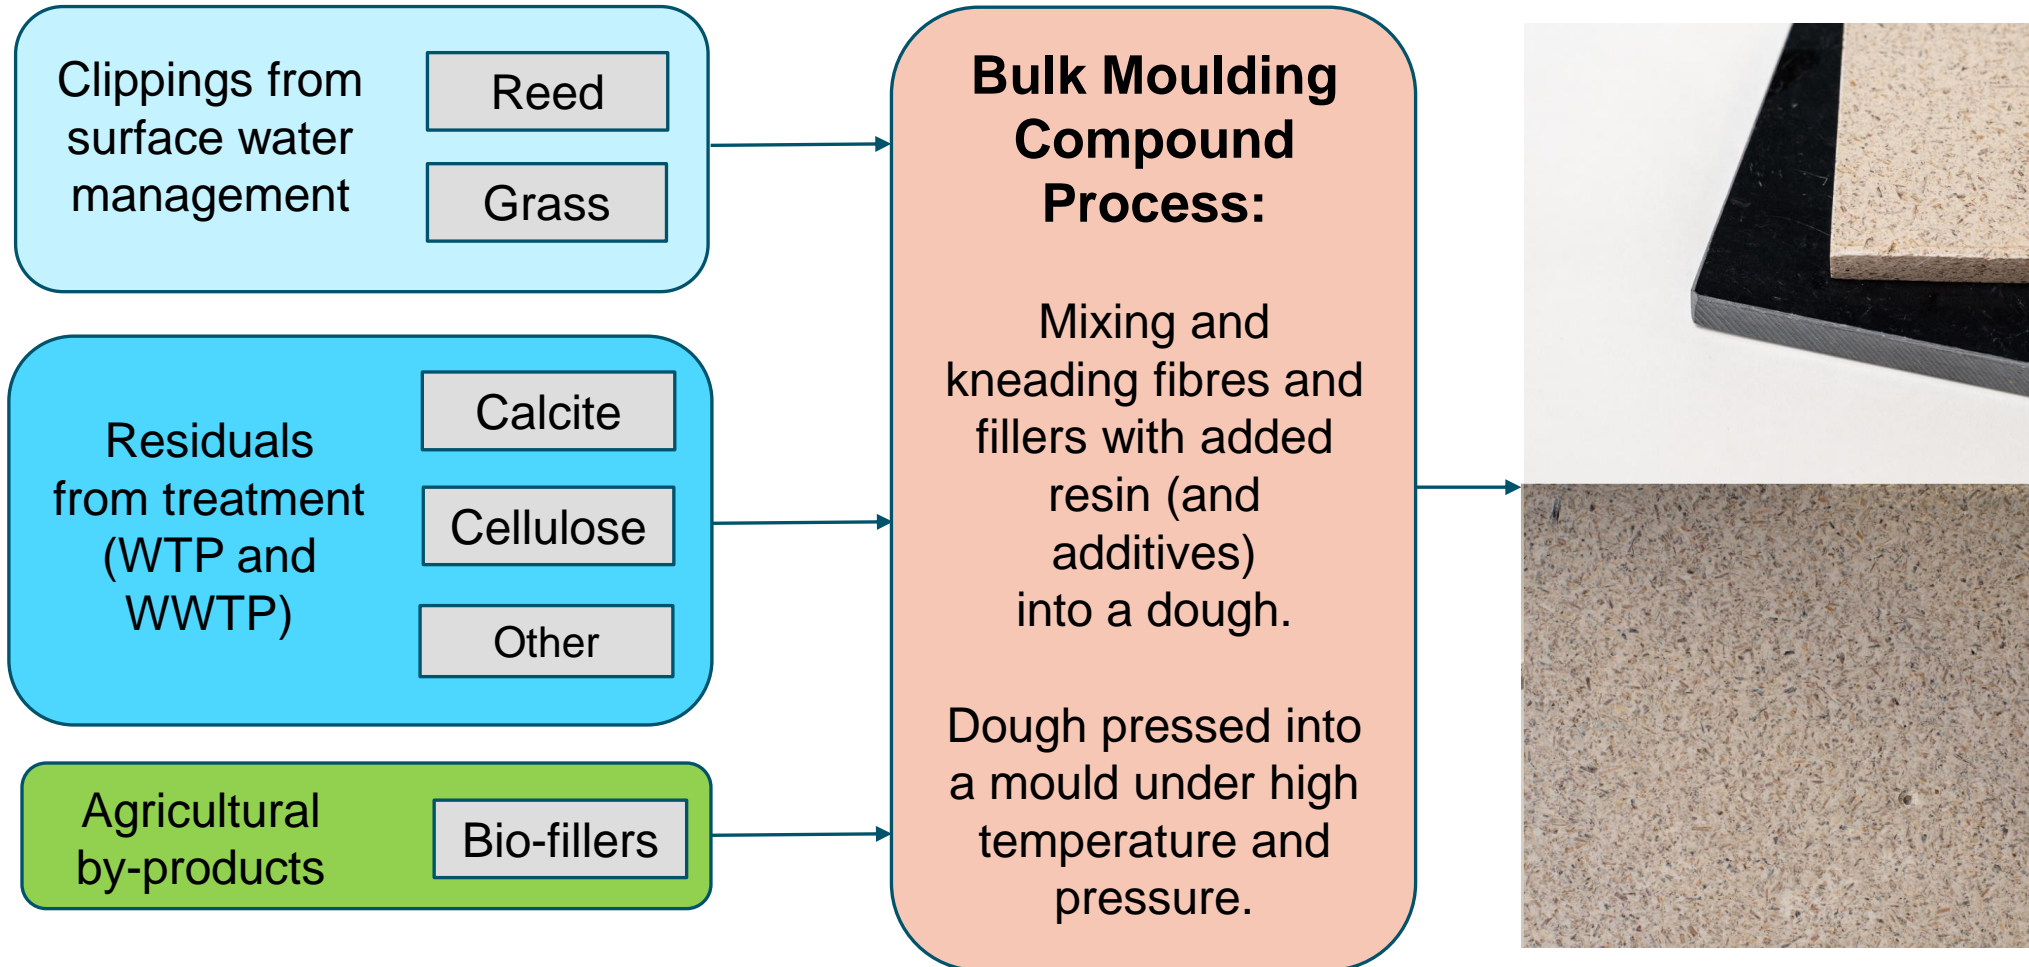 Clippings from
surface water
management
Reed
Grass
Residuals
from treatment
(WTP and
WWTP)
Calcite
Cellulose
Other
Agricultural
by-products
Bio-fillers
Bulk Moulding
Compound
Process:
Mixing and
kneading fibres and
fillers with added
resin (and
additives)
into a dough.
Dough pressed into
a mould under high
temperature and
pressure.